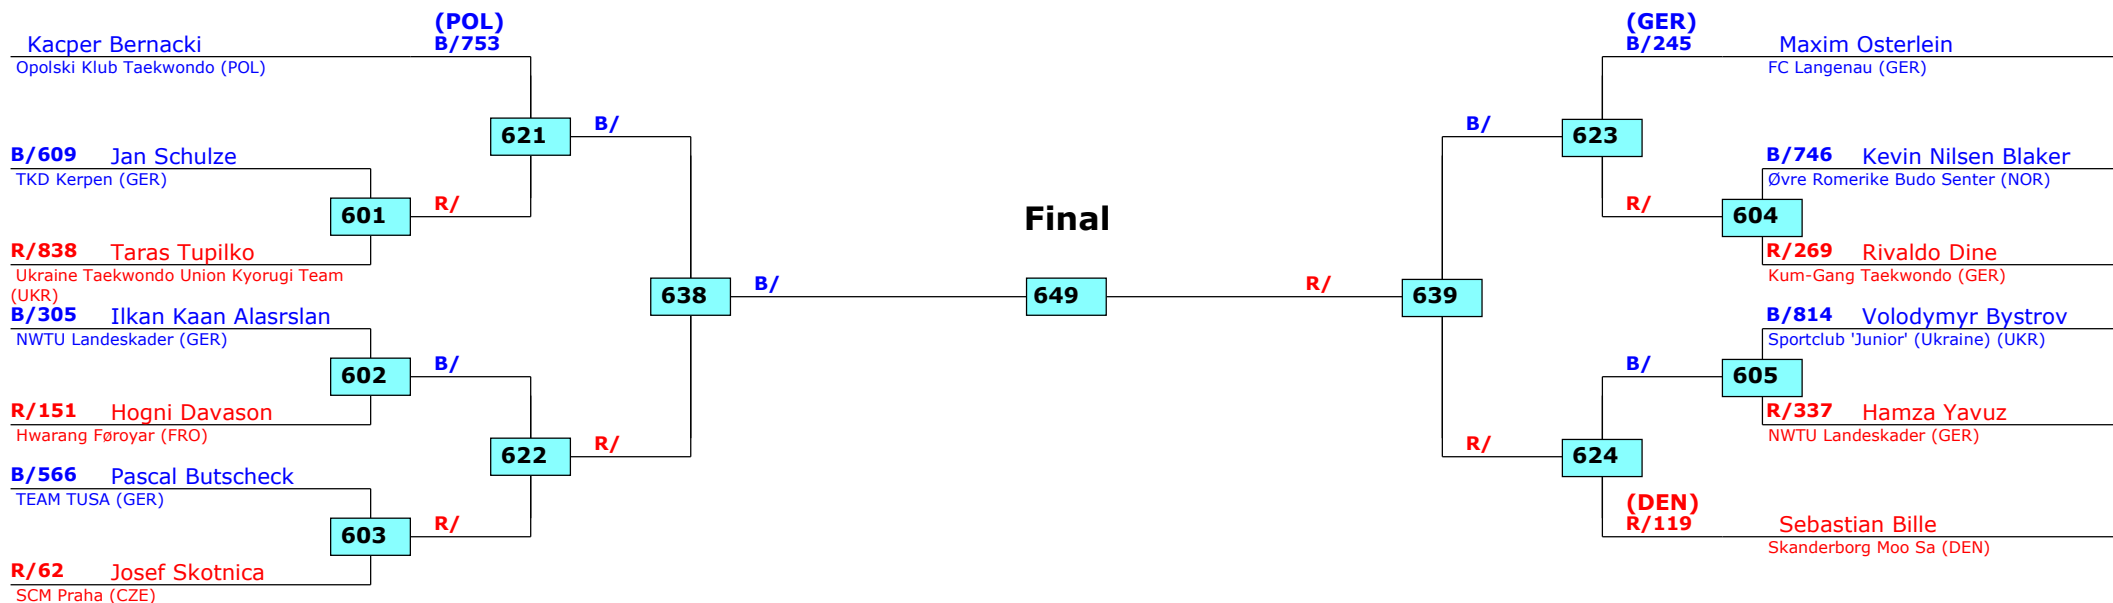 (POL)
Kacper Bernacki B/753
Opolski Klub Taekwondo (POL)
621 B/
B/609 Jan Schulze
TKD Kerpen (GER)
601 R/
R/838 Taras Tupilko
Ukraine Taekwondo Union Kyorugi Team
(UKR)
638 B/
B/305 Ilkan Kaan Alasrslan
NWTU Landeskader (GER)
602 B/
R/151 Hogni Davason
Hwarang Føroyar (FRO)
622 R/
B/566 Pascal Butscheck
TEAM TUSA (GER)
603 R/
R/62 Josef Skotnica
SCM Praha (CZE)
Final
649
(GER)
B/245 Maxim Osterlein
FC Langenau (GER)
B/ 623
B/746 Kevin Nilsen Blaker
Øvre Romerike Budo Senter (NOR)
R/ 604
R/269 Rivaldo Dine
Kum-Gang Taekwondo (GER)
R/ 639
B/814 Volodymyr Bystrov
Sportclub 'Junior' (Ukraine) (UKR)
B/ 605
R/337 Hamza Yavuz
NWTU Landeskader (GER)
R/ 624
(DEN)
R/119 Sebastian Bille
Skanderborg Moo Sa (DEN)